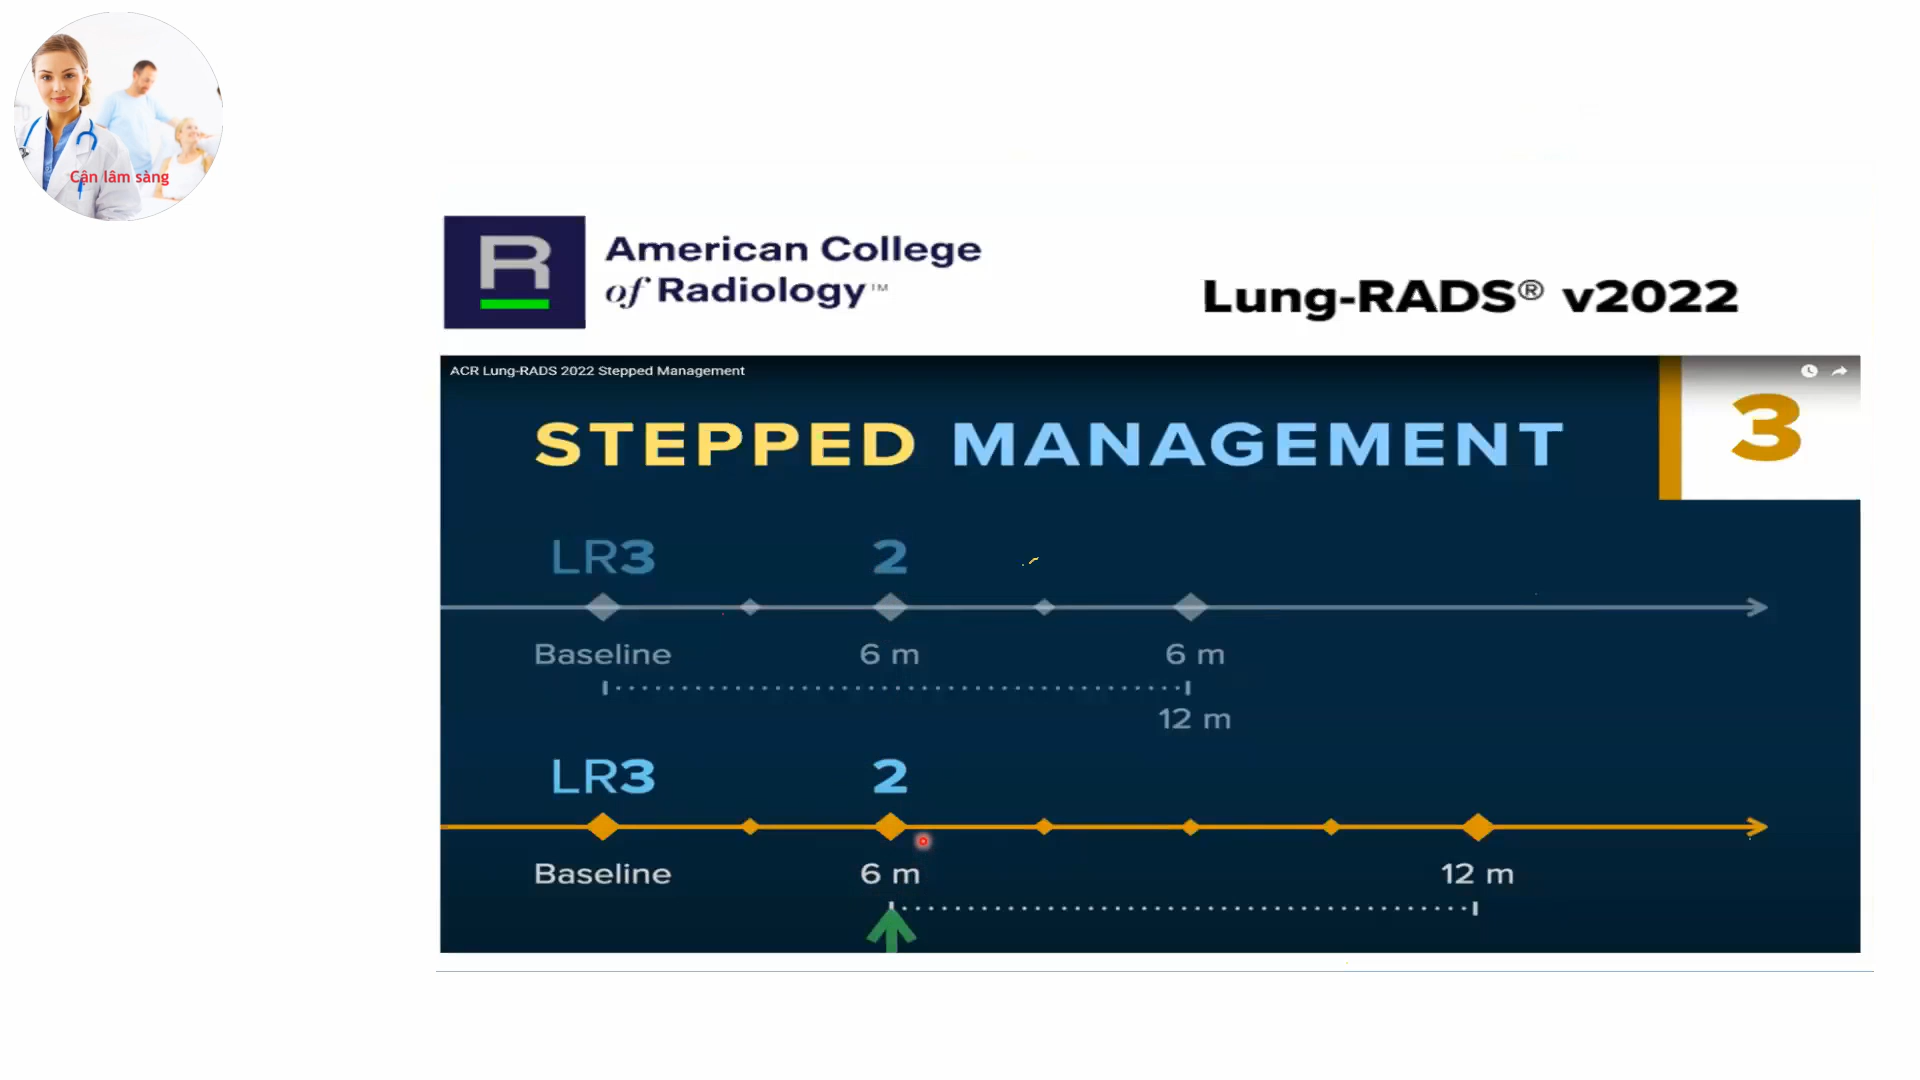 Cận lâm sàng
R
American College
of Radiology™
Lung-RADS® v2022
ACR Lung-RADS 2022 Stepped Management
STEPPED MANAGEMENT
3
LR3 2
Baseline 6 m 6 m
12 m
LR3 2
Baseline 6 m 12 m